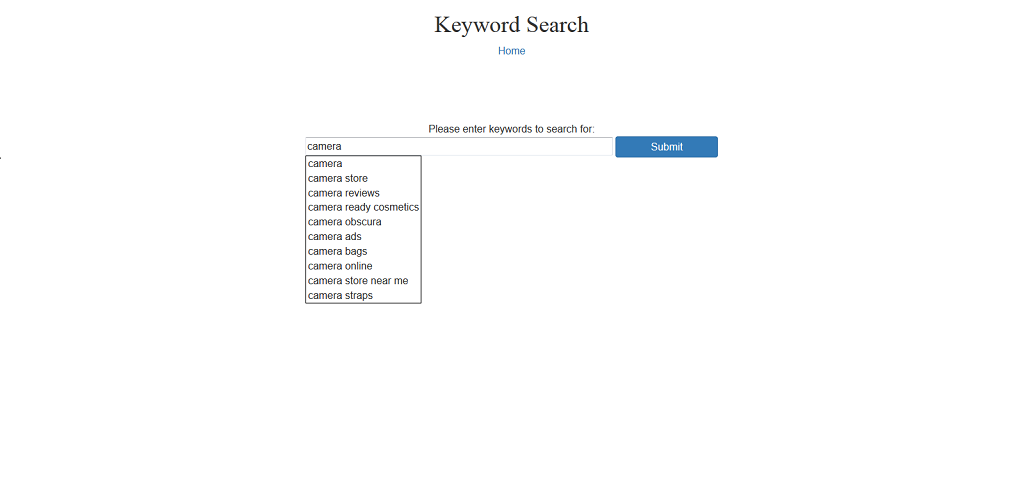 Keyword Search
Home
Please enter keywords to search for:
camera
Submit
camera
camera store
camera reviews
camera ready cosmetics
camera obscura
camera ads
camera bags
camera online
camera store near me
camera straps